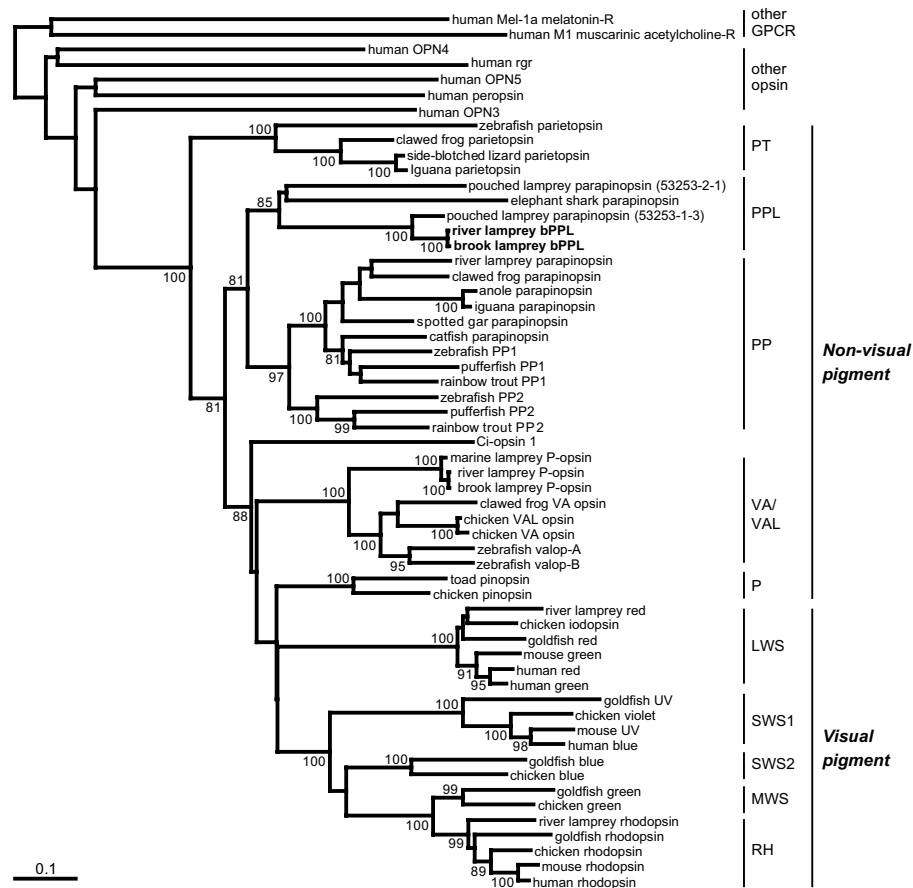 human Mel-1a melatonin-R
human M1 muscarinic acetylcholine-R
other
GPCR
human OPN4
human rgr
human OPN5
human peropsin
human OPN3
other
opsin
100
zebrafish parietopsin
clawed frog parietopsin
100
side-blotched lizard parietopsin
100
Iguana parietopsin
PT
pouched lamprey parapinopsin (53253-2-1)
85
elephant shark parapinopsin
pouched lamprey parapinopsin (53253-1-3)
100
river lamprey bPPL
100
brook lamprey bPPL
PPL
100
81
river lamprey parapinopsin
clawed frog parapinopsin
anole parapinopsin
100
iguana parapinopsin
100
spotted gar parapinopsin
catfish parapinopsin
81
zebrafish PP1
pufferfish PP1
97
rainbow trout PP1
zebrafish PP2
100
pufferfish PP2
99
rainbow trout PP2
PP
81
Non-visual
pigment
Ci-opsin 1
88
100
marine lamprey P-opsin
river lamprey P-opsin
100
brook lamprey P-opsin
100
clawed frog VA opsin
chicken VAL opsin
100
chicken VA opsin
100
zebrafish valop-A
95
zebrafish valop-B
VA/
VAL
100
toad pinopsin
chicken pinopsin
P
river lamprey red
chicken iodopsin
100
goldfish red
mouse green
91
human red
95
human green
LWS
100
goldfish UV
chicken violet
100
mouse UV
98
human blue
SWS1
Visual
pigment
100
100
goldfish blue
chicken blue
SWS2
99
goldfish green
chicken green
MWS
100
river lamprey rhodopsin
99
goldfish rhodopsin
chicken rhodopsin
89
mouse rhodopsin
100
human rhodopsin
RH
0.1